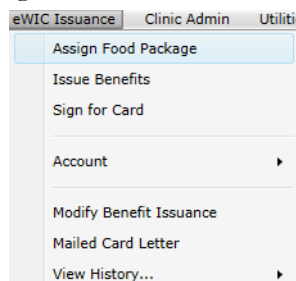 eWIC Issuance Clinic Admin Utiliti
Assign Food Package
Issue Benefits
Sign for Card
Account
Modify Benefit Issuance
Mailed Card Letter
View History...